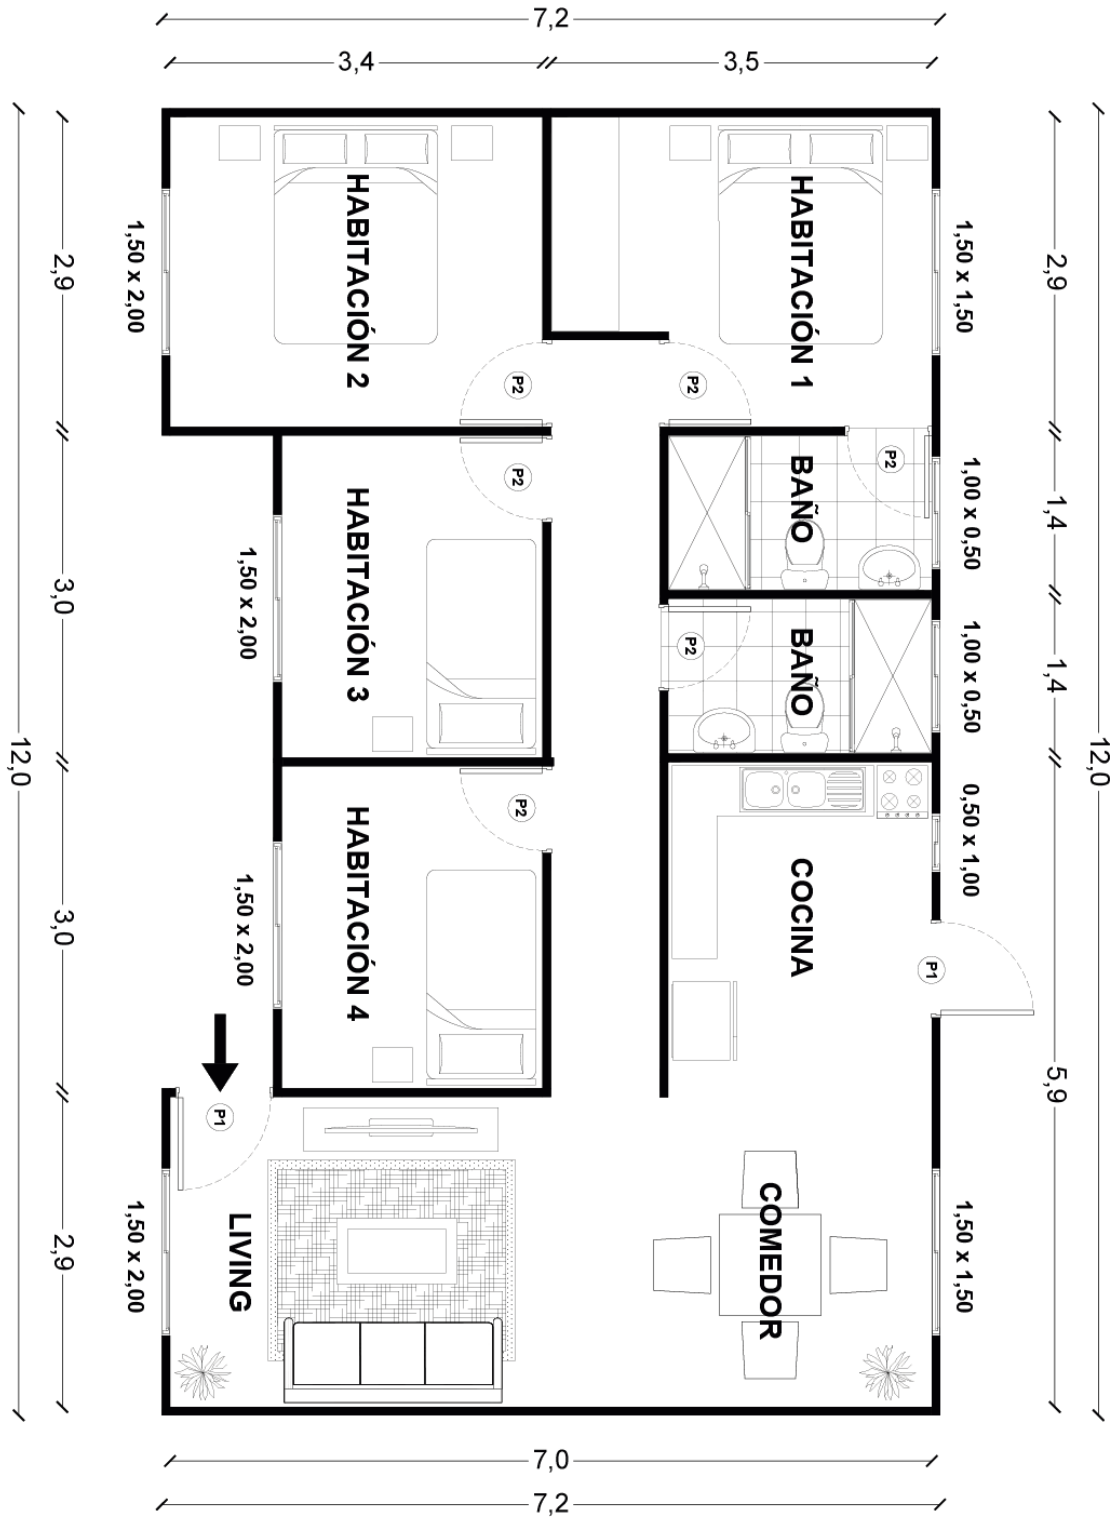 7,2
3,4
3,5
12,0
2,9
3,0
3,0
2,9
1,50 x 2,00
HABITACIÓN 2
P2
HABITACIÓN 1
P2
1,50 x 1,50
2,9
12,0
1,50 x 2,00
HABITACIÓN 3
P2
BAÑO
P2
1,00 x 0,50
1,4
BAÑO
P2
1,00 x 0,50
1,4
1,50 x 2,00
HABITACIÓN 4
P2
COCINA
0,50 x 1,00
P1
5,9
P1
1,50 x 2,00
LIVING
COMEDOR
1,50 x 1,50
7,0
7,2